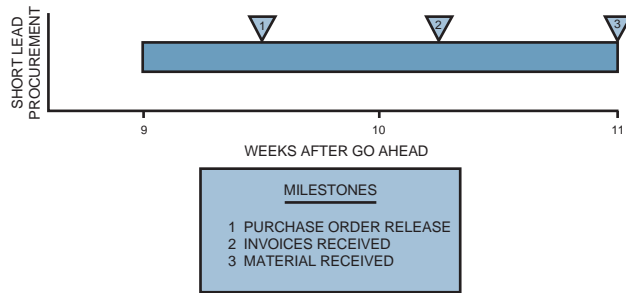 1 2 3
SHORT LEAD
PROCUREMENT
9 10 11
WEEKS AFTER GO AHEAD
MILESTONES
1 PURCHASE ORDER RELEASE
2 INVOICES RECEIVED
3 MATERIAL RECEIVED